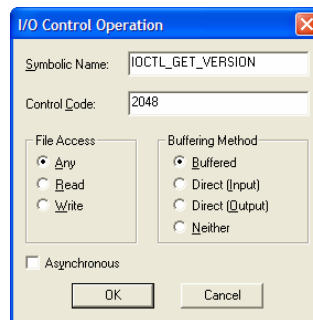 I/O Control Operation
Symbolic Name: IOCTL_GET_VERSION
Control Code: 2048
File Access
Any
Read
Write
Buffering Method
Buffered
Direct (Input)
Direct (Output)
Neither
Asynchronous
OK Cancel